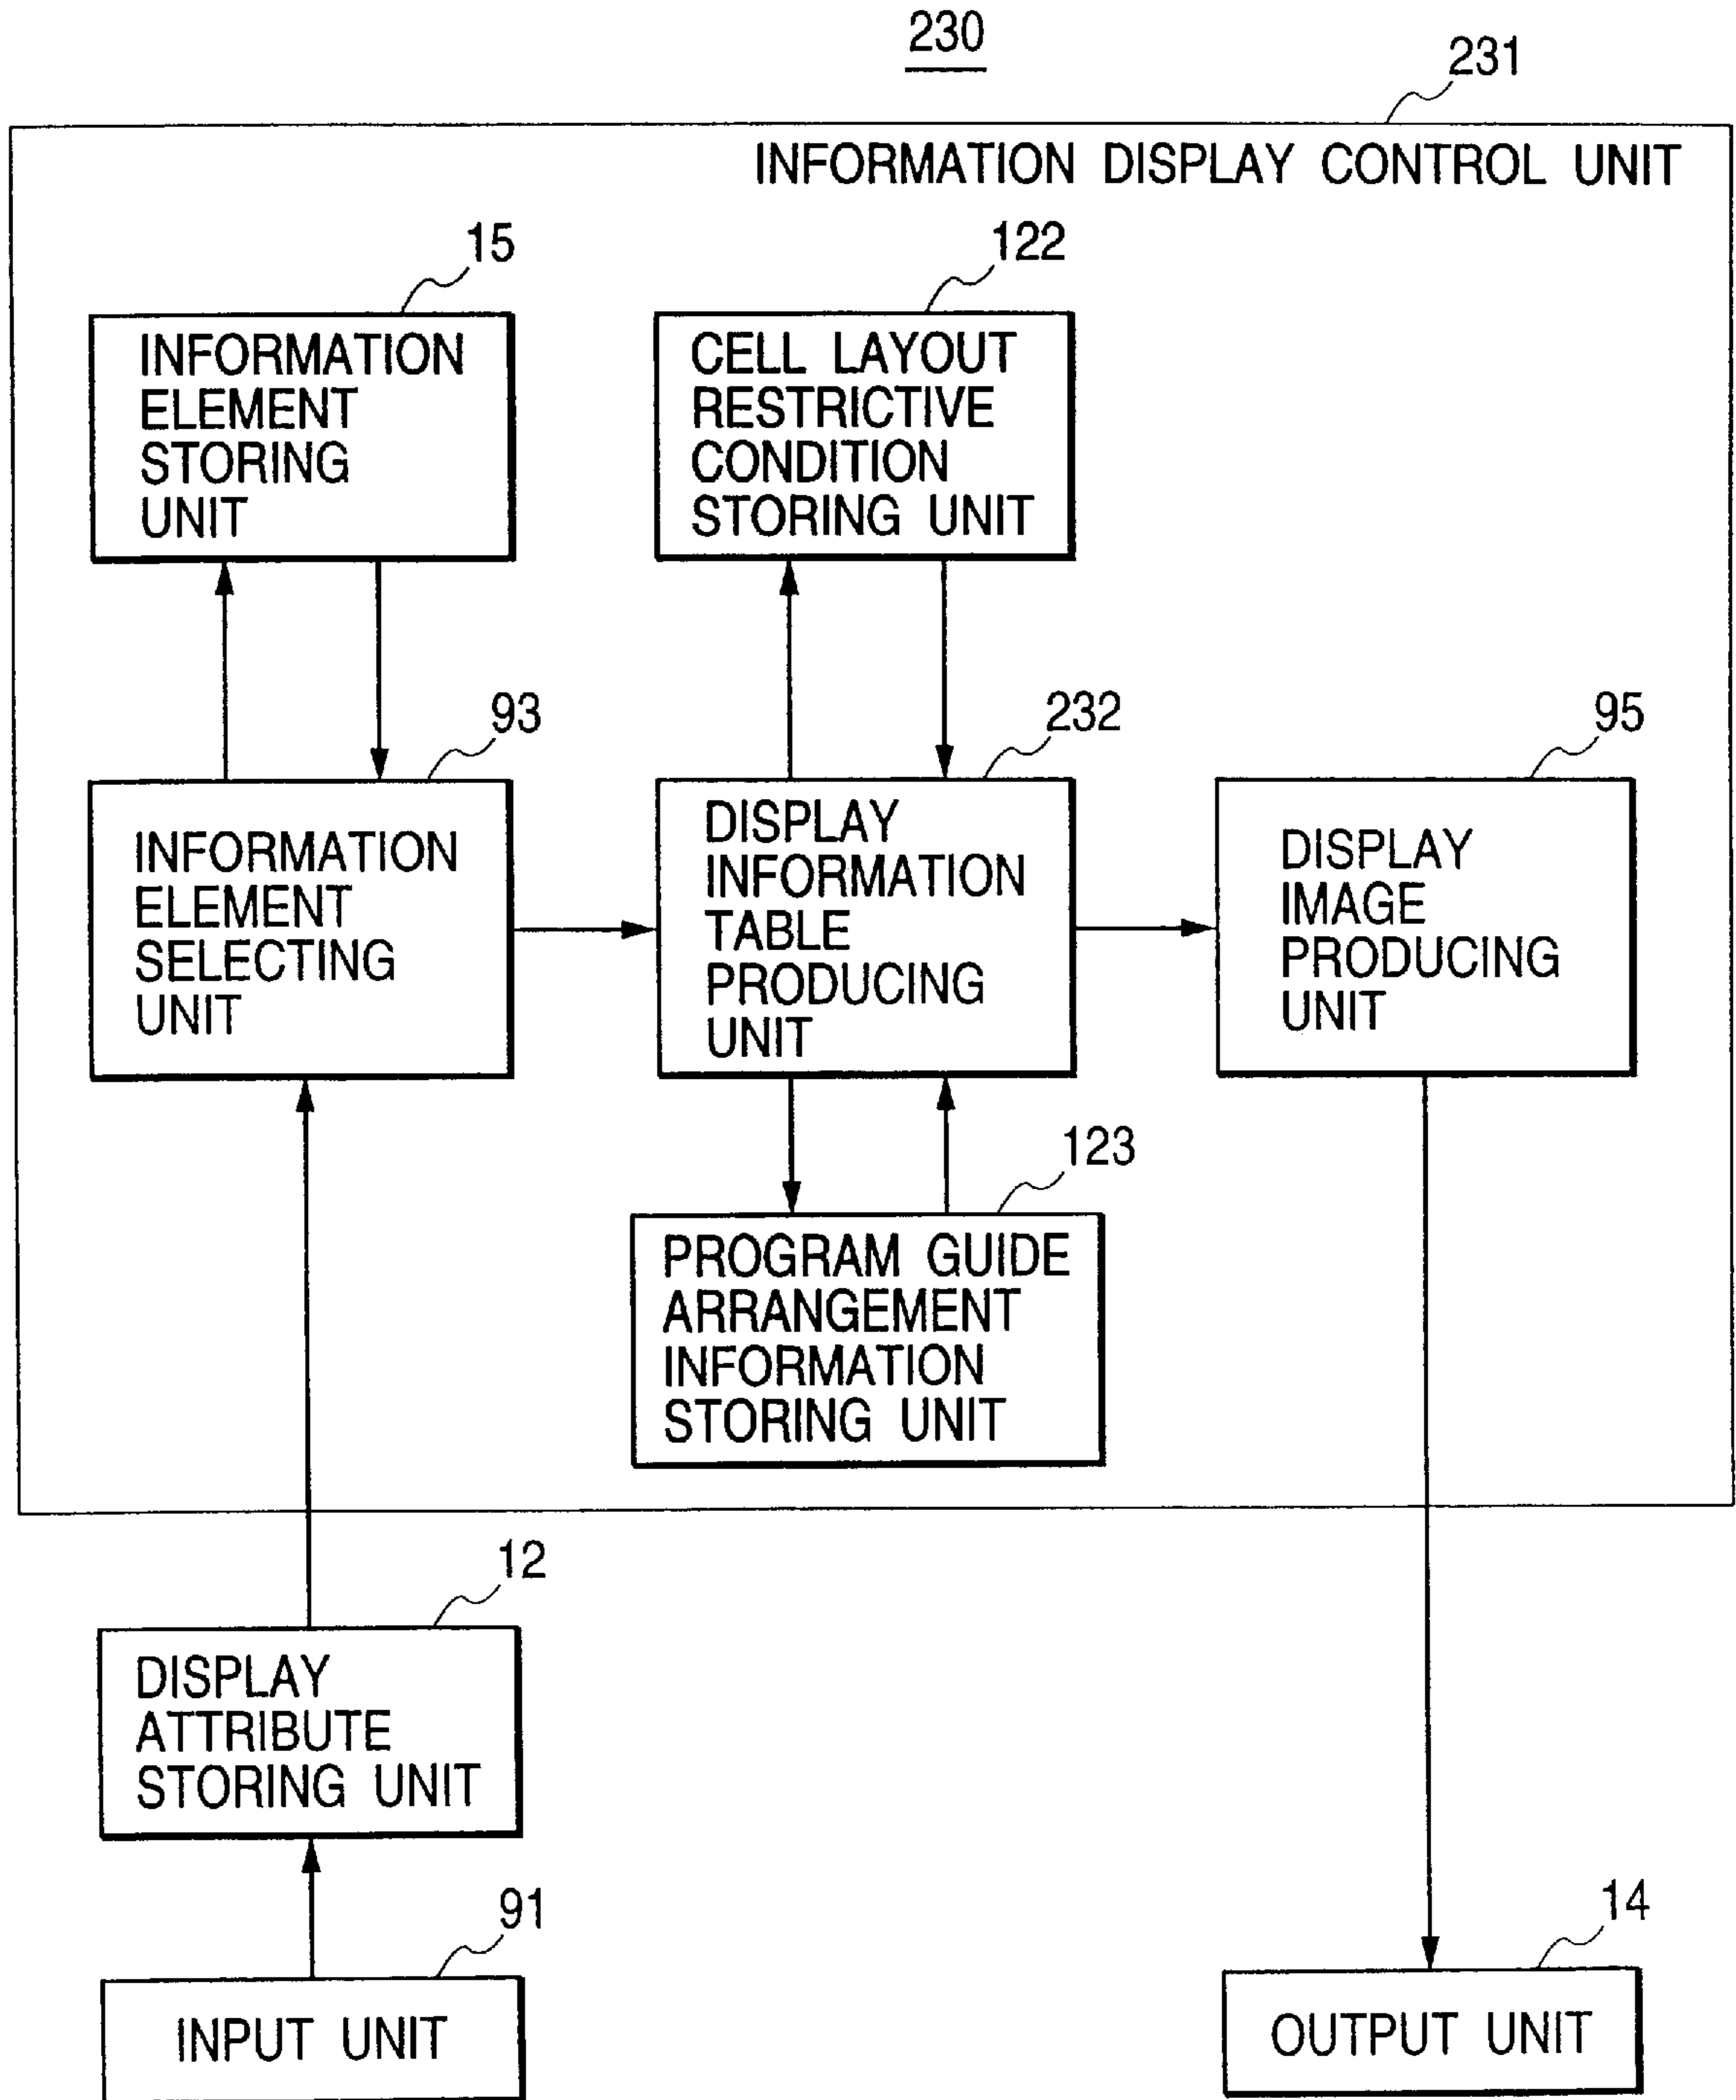 230
231
INFORMATION DISPLAY CONTROL UNIT
15
122
INFORMATION
ELEMENT
STORING
UNIT
CELL LAYOUT
RESTRICTIVE
CONDITION
STORING UNIT
93
232
95
INFORMATION
ELEMENT
SELECTING
UNIT
DISPLAY
INFORMATION
TABLE
PRODUCING
UNIT
DISPLAY
IMAGE
PRODUCING
UNIT
123
PROGRAM GUIDE
ARRANGEMENT
INFORMATION
STORING UNIT
12
DISPLAY
ATTRIBUTE
STORING UNIT
91
14
INPUT UNIT
OUTPUT UNIT